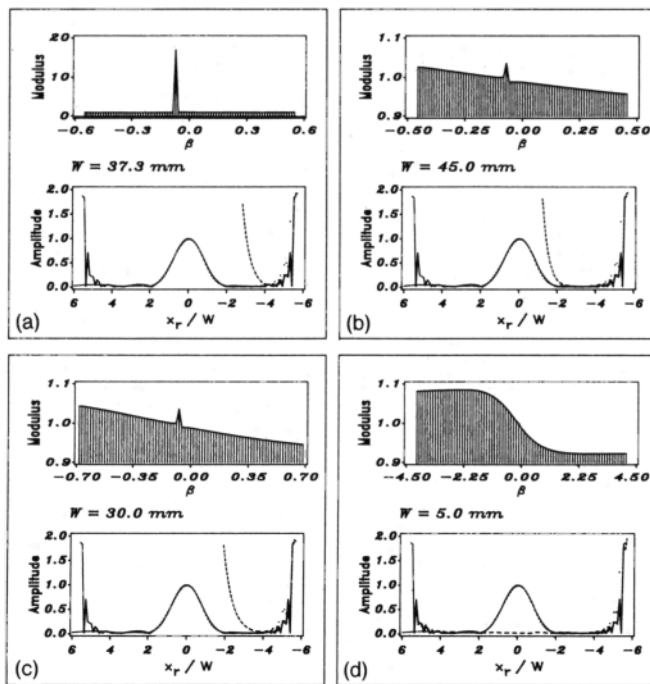 20
10
0
Modulus
-0.6 -0.3 0.0 0.3 0.6
β
W = 37.3 mm
2.0
1.5
1.0
0.5
0.0
Amplitude
6 4 2 0 -2 -4 -6
x_r / W
(a)
1.1
1.0
0.9
Modulus
-0.50 -0.25 0.00 0.25 0.50
β
W = 45.0 mm
2.0
1.5
1.0
0.5
0.0
Amplitude
6 4 2 0 -2 -4 -6
x_r / W
(b)
1.1
1.0
0.9
Modulus
-0.70 -0.35 0.00 0.35 0.70
β
W = 30.0 mm
2.0
1.5
1.0
0.5
0.0
Amplitude
6 4 2 0 -2 -4 -6
x_r / W
(c)
1.1
1.0
0.9
Modulus
-4.50 -2.25 0.00 2.25 4.50
β
W = 5.0 mm
2.0
1.5
1.0
0.5
0.0
Amplitude
6 4 2 0 -2 -4 -6
x_r / W
(d)